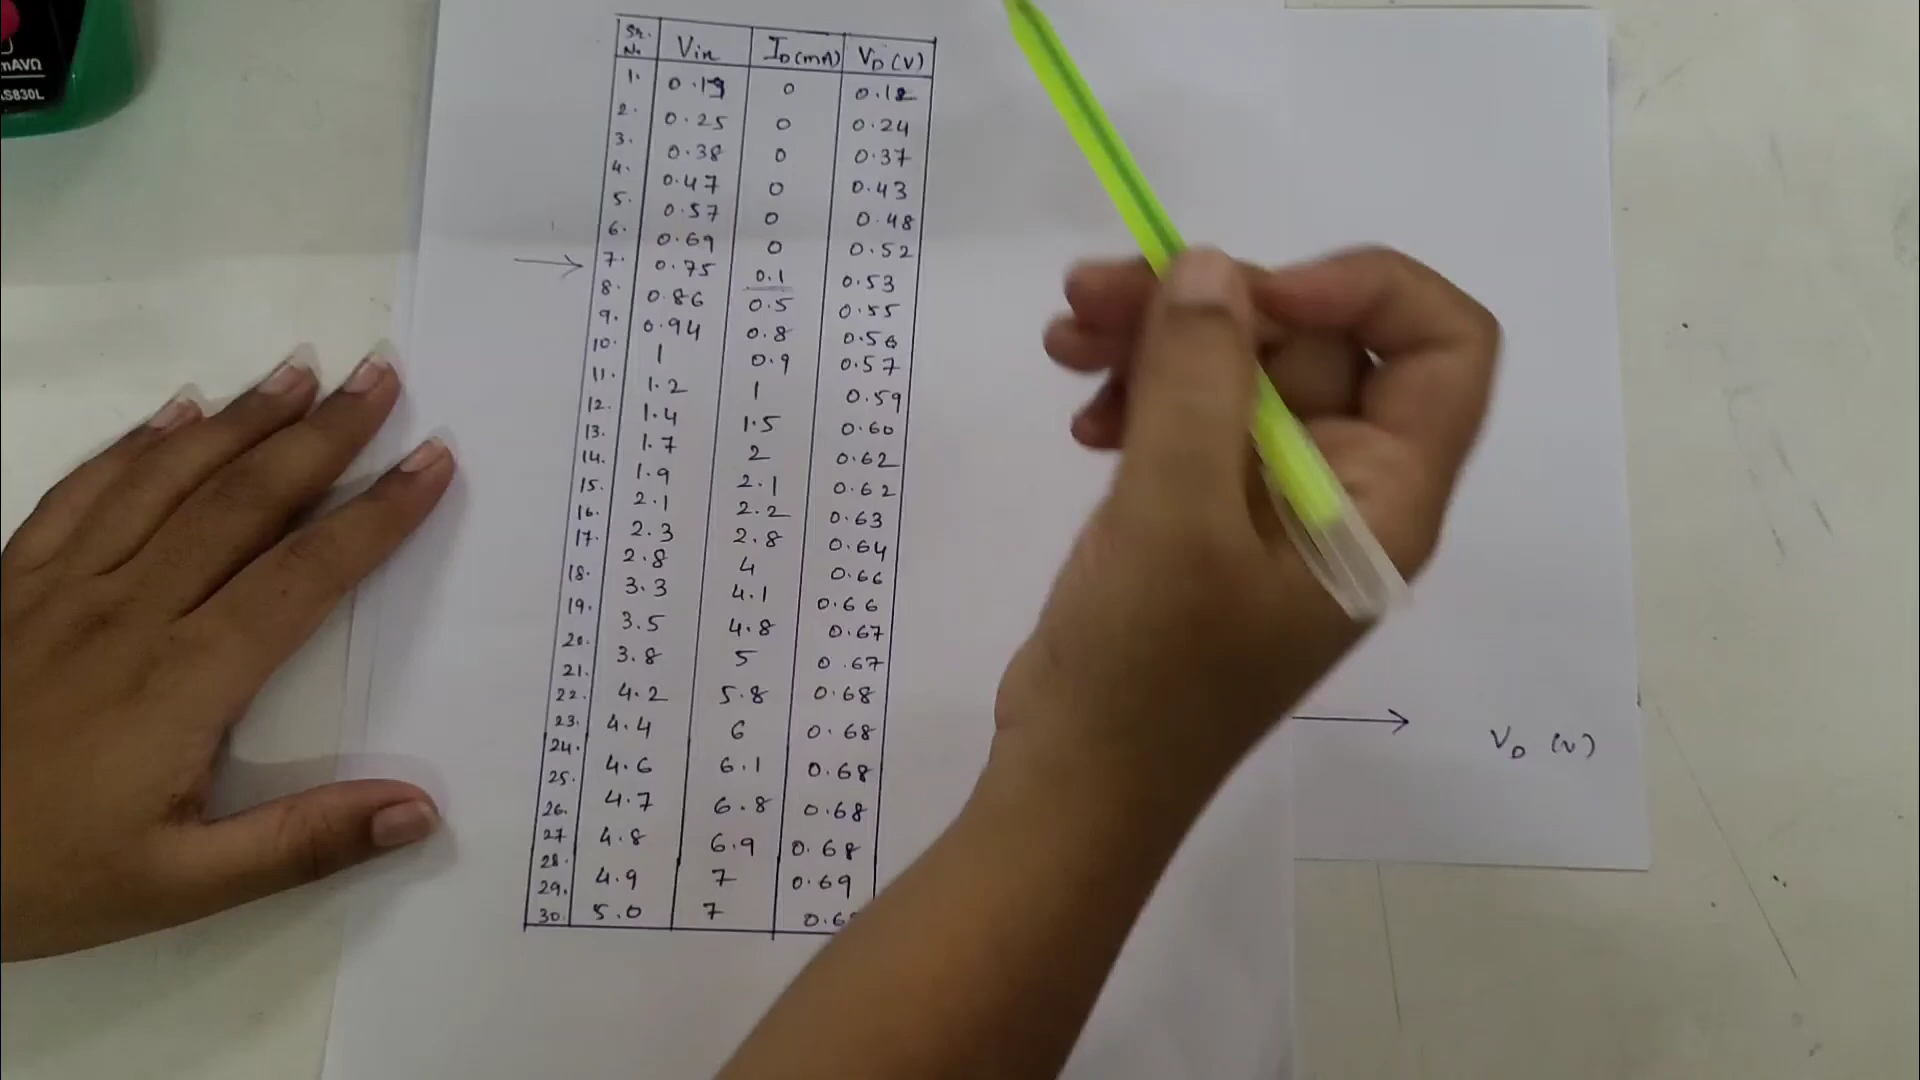 mAVΩ
AS830L
Sr. No. Vin I_D (mA) V_D (V)
1. 0.19 0 0.12
2. 0.25 0 0.24
3. 0.38 0 0.37
4. 0.47 0 0.43
5. 0.57 0 0.48
6. 0.69 0 0.52
7. 0.75 0.1 0.53
8. 0.86 0.5 0.55
9. 0.94 0.8 0.56
10. 1 0.9 0.57
11. 1.2 1 0.59
12. 1.4 1.5 0.60
13. 1.7 2 0.62
14. 1.9 2.1 0.62
15. 2.1 2.2 0.63
16. 2.3 2.8 0.64
17. 2.8 4 0.66
18. 3.3 4.1 0.66
19. 3.5 4.8 0.67
20. 3.8 5 0.67
21.
22. 4.2 5.8 0.68
23. 4.4 6 0.68
24.
25. 4.6 6.1 0.68
26. 4.7 6.8 0.68
27 4.8 6.9 0.68
28.
29. 4.9 7 0.69
30. 5.0 7
V_D (V)